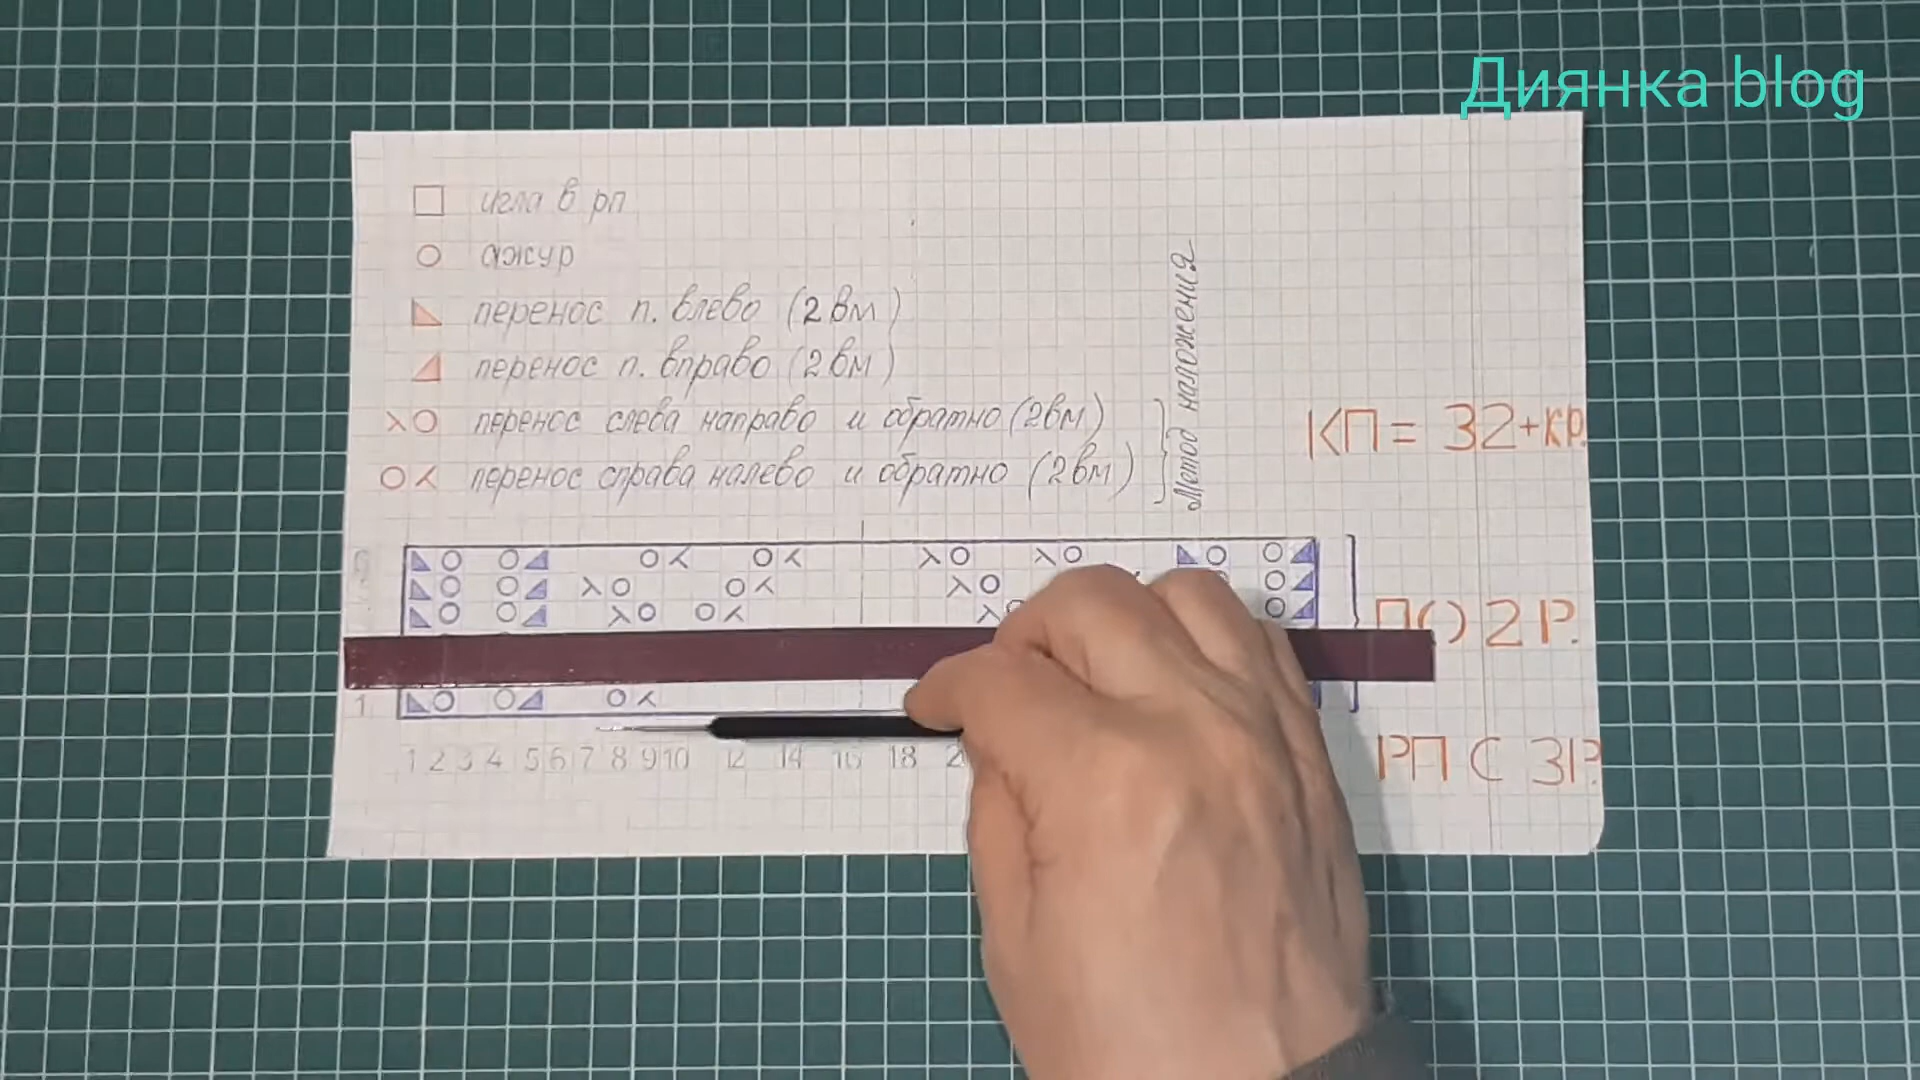 Диянка blog
игла в рп
ажур
перенос п. влево (2вм)
перенос п. вправо (2вм)
перенос слева направо и обратно (2вм)
перенос справа налево и обратно (2вм)
Метод наложения
КП = 32+КР.
2 Р.
1
1 2 3 4 5 6 7 8 9 10 12 14 16 18
РП С 3Р.